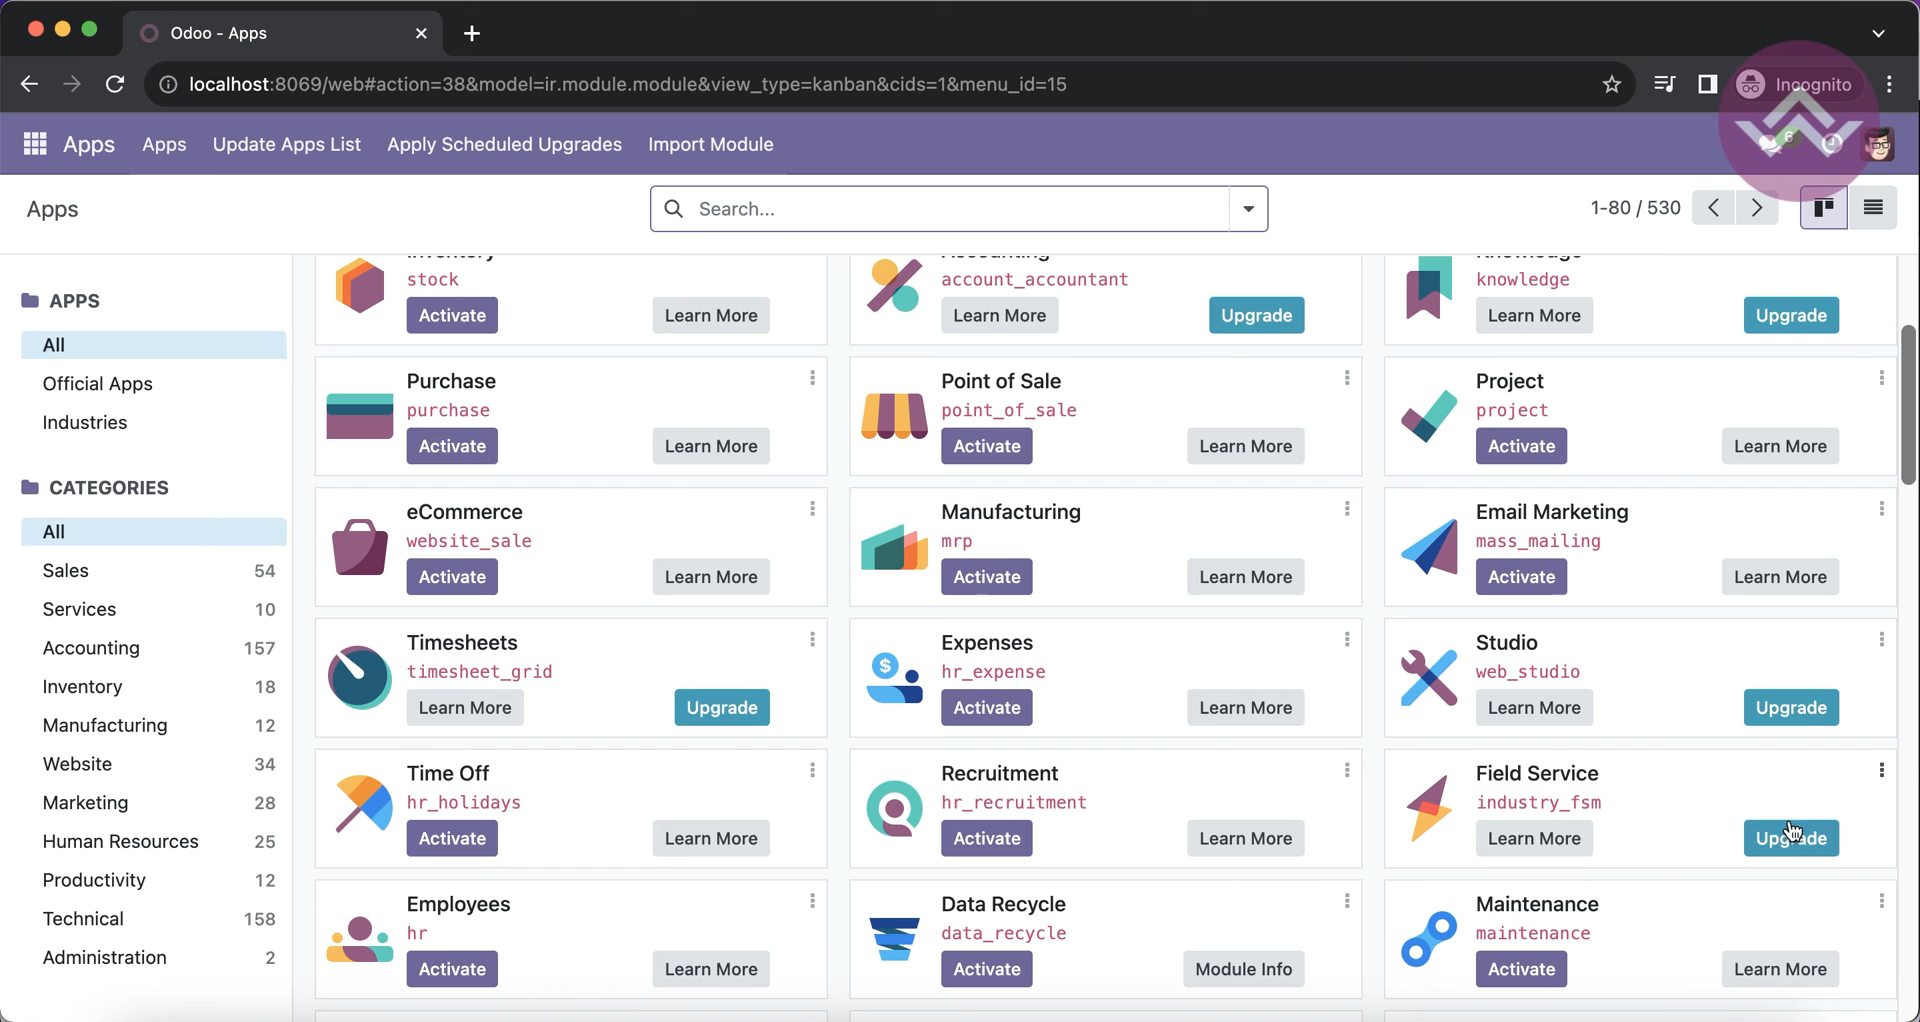 Odoo - Apps
localhost:8069/web#action=38&model=ir.module.module&view_type=kanban&cids=1&menu_id=15
Incognito
Apps Apps Update Apps List Apply Scheduled Upgrades Import Module
6
Apps
Search...
1-80 / 530
APPS
All
Official Apps
Industries
CATEGORIES
All
Sales 54
Services 10
Accounting 157
Inventory 18
Manufacturing 12
Website 34
Marketing 28
Human Resources 25
Productivity 12
Technical 158
Administration 2
Inventory
stock
Activate Learn More
Accounting
account_accountant
Learn More Upgrade
Knowledge
knowledge
Learn More Upgrade
Purchase
purchase
Activate Learn More
Point of Sale
point_of_sale
Activate Learn More
Project
project
Activate Learn More
eCommerce
website_sale
Activate Learn More
Manufacturing
mrp
Activate Learn More
Email Marketing
mass_mailing
Activate Learn More
Timesheets
timesheet_grid
Learn More Upgrade
Expenses
hr_expense
Activate Learn More
Studio
web_studio
Learn More Upgrade
Time Off
hr_holidays
Activate Learn More
Recruitment
hr_recruitment
Activate Learn More
Field Service
industry_fsm
Learn More Upgrade
Employees
hr
Activate Learn More
Data Recycle
data_recycle
Activate Module Info
Maintenance
maintenance
Activate Learn More